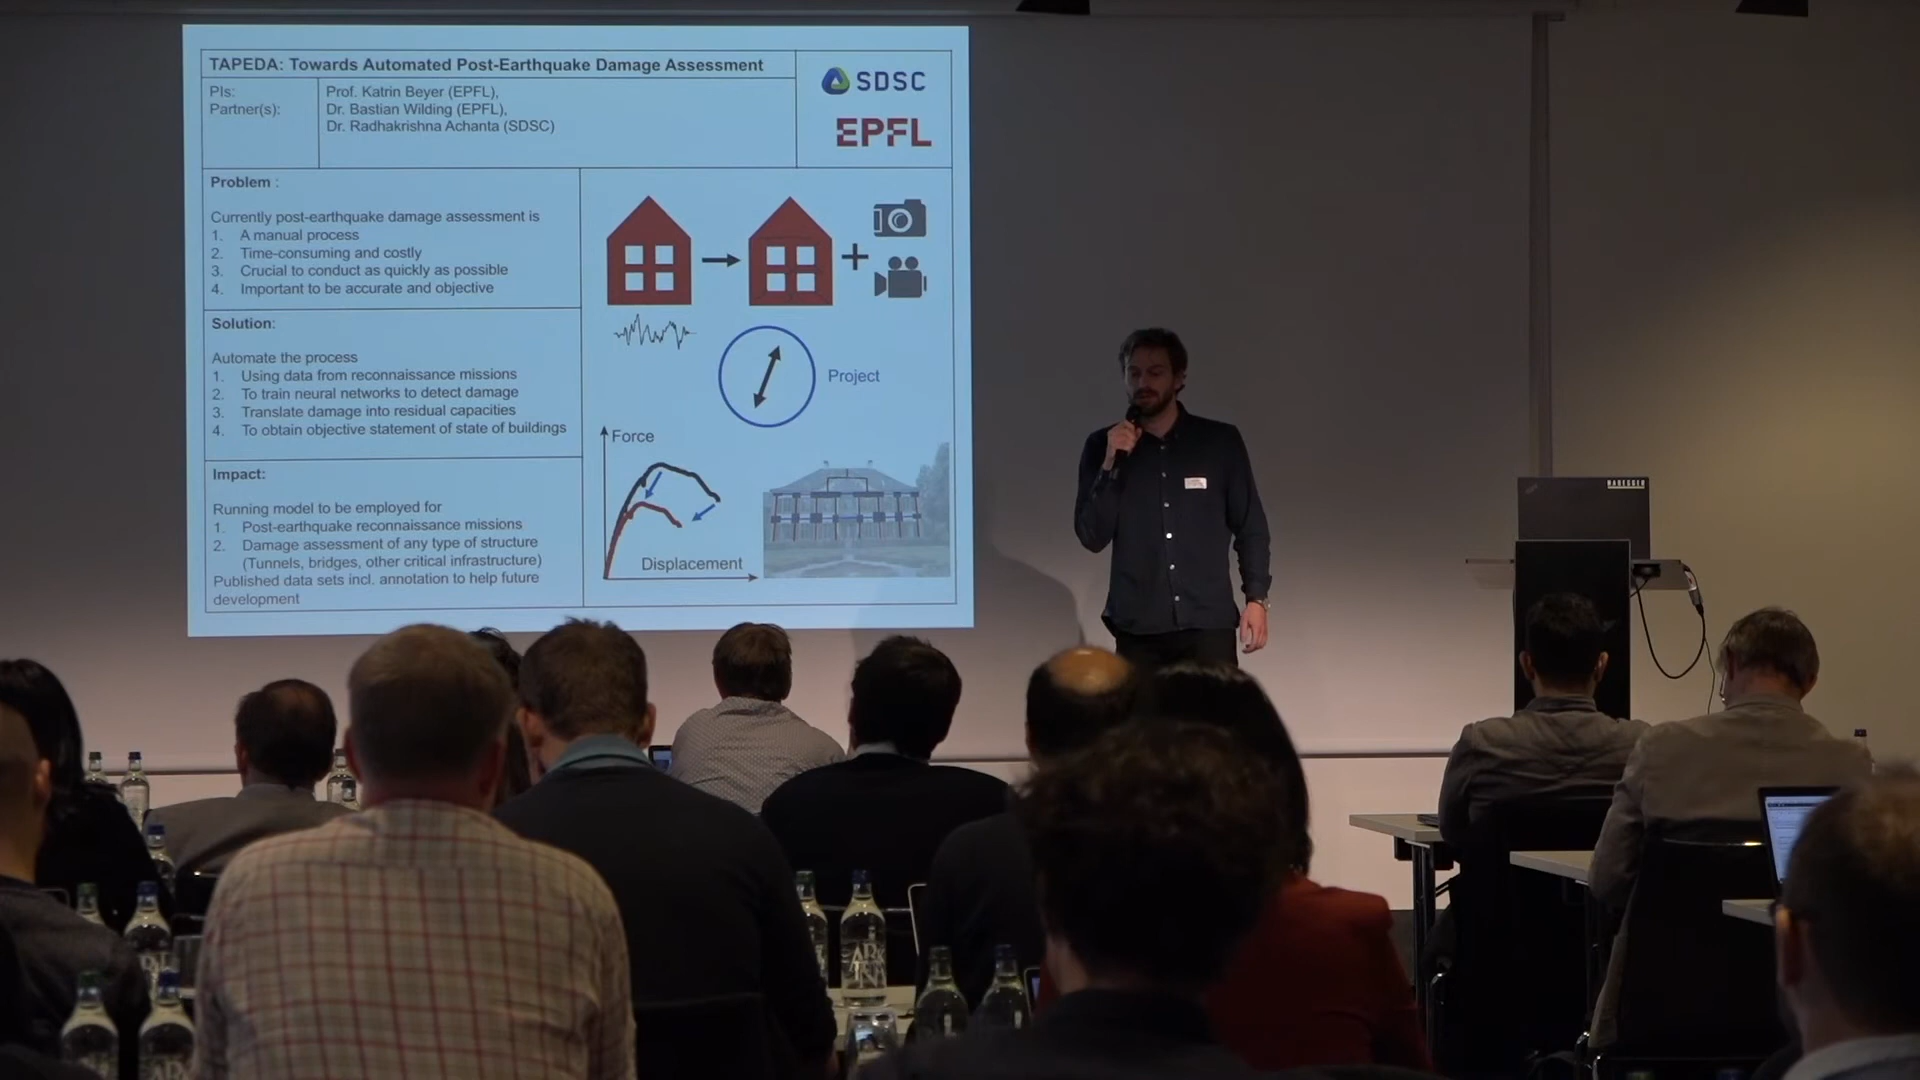 TAPEDA: Towards Automated Post-Earthquake Damage Assessment
PIs:
Partner(s):
Prof. Katrin Beyer (EPFL),
Dr. Bastian Wilding (EPFL),
Dr. Radhakrishna Achanta (SDSC)
SDSC
EPFL
Problem :
Currently post-earthquake damage assessment is
1. A manual process
2. Time-consuming and costly
3. Crucial to conduct as quickly as possible
4. Important to be accurate and objective
Solution:
Automate the process
1. Using data from reconnaissance missions
2. To train neural networks to detect damage
3. Translate damage into residual capacities
4. To obtain objective statement of state of buildings
Impact:
Running model to be employed for
1. Post-earthquake reconnaissance missions
2. Damage assessment of any type of structure
(Tunnels, bridges, other critical infrastructure)
Published data sets incl. annotation to help future
development
Project
Force
Displacement